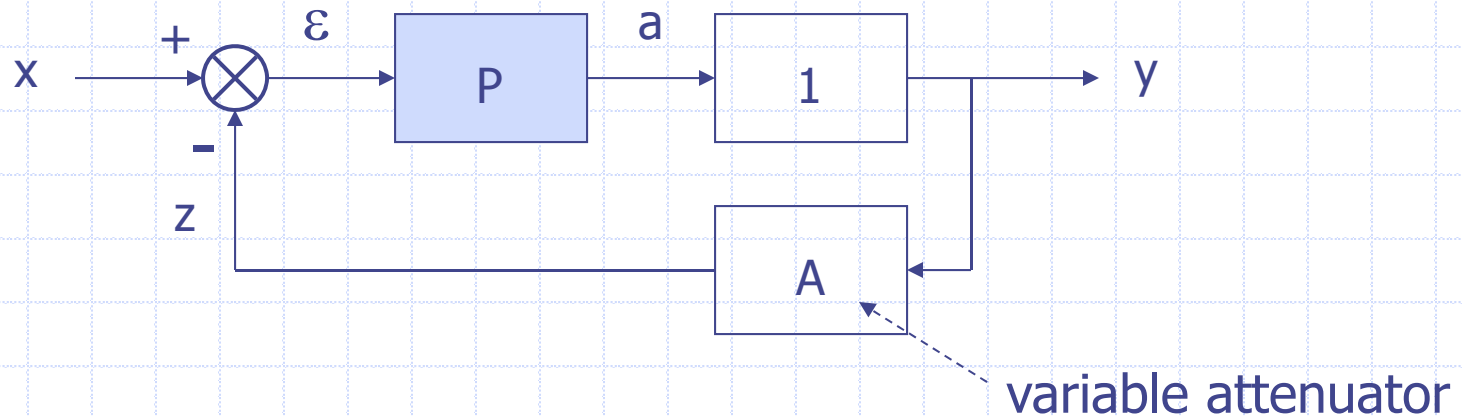 + ε a
x P 1 y
-
z
A
variable attenuator